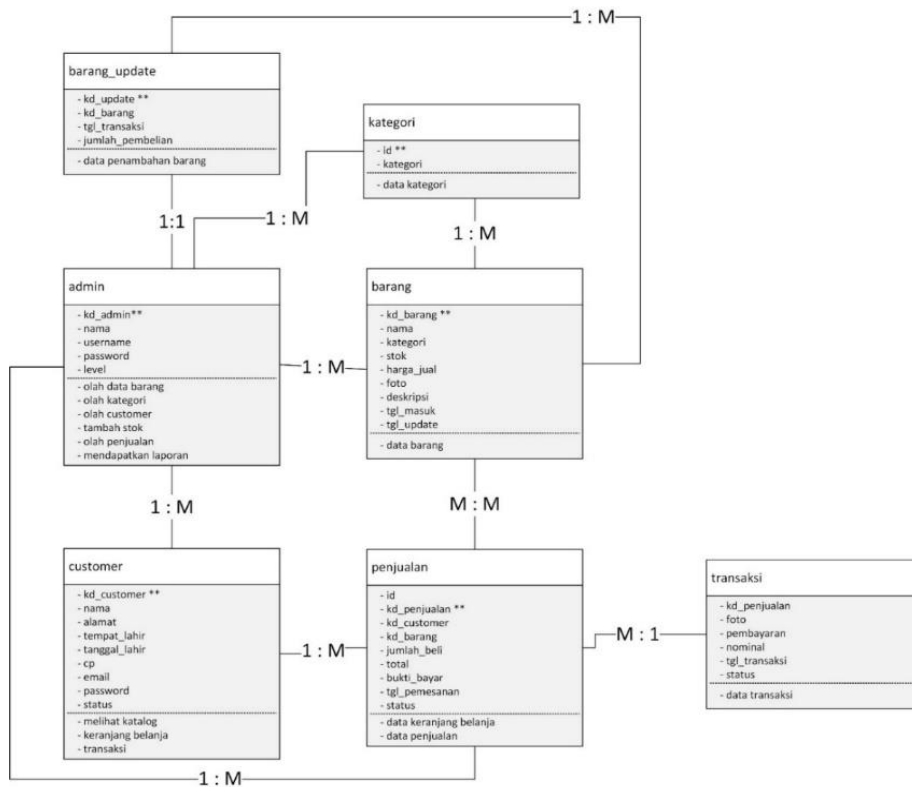 1 : M
barang_update
- kd_update **
- kd_barang
- tgl_transaksi
- jumlah_pembelian
- data penambahan barang
kategori
- id **
- kategori
- data kategori
1 : M
1:1
1 : M
admin
- kd_admin**
- nama
- username
- password
- level
- olah data barang
- olah kategori
- olah customer
- tambah stok
- olah penjualan
- mendapatkan laporan
1 : M
barang
- kd_barang **
- nama
- kategori
- stok
- harga_jual
- foto
- deskripsi
- tgl_masuk
- tgl_update
- data barang
1 : M
M : M
customer
- kd_customer **
- nama
- alamat
- tempat_lahir
- tanggal_lahir
- cp
- email
- password
- status
- melihat katalog
- keranjang belanja
- transaksi
1 : M
penjualan
- id
- kd_penjualan **
- kd_customer
- kd_barang
- jumlah_beli
- total
- bukti_bayar
- tgl_pemesanan
- status
- data keranjang belanja
- data penjualan
M : 1
transaksi
- kd_penjualan
- foto
- pembayaran
- nominal
- tgl_transaksi
- status
- data transaksi
1 : M